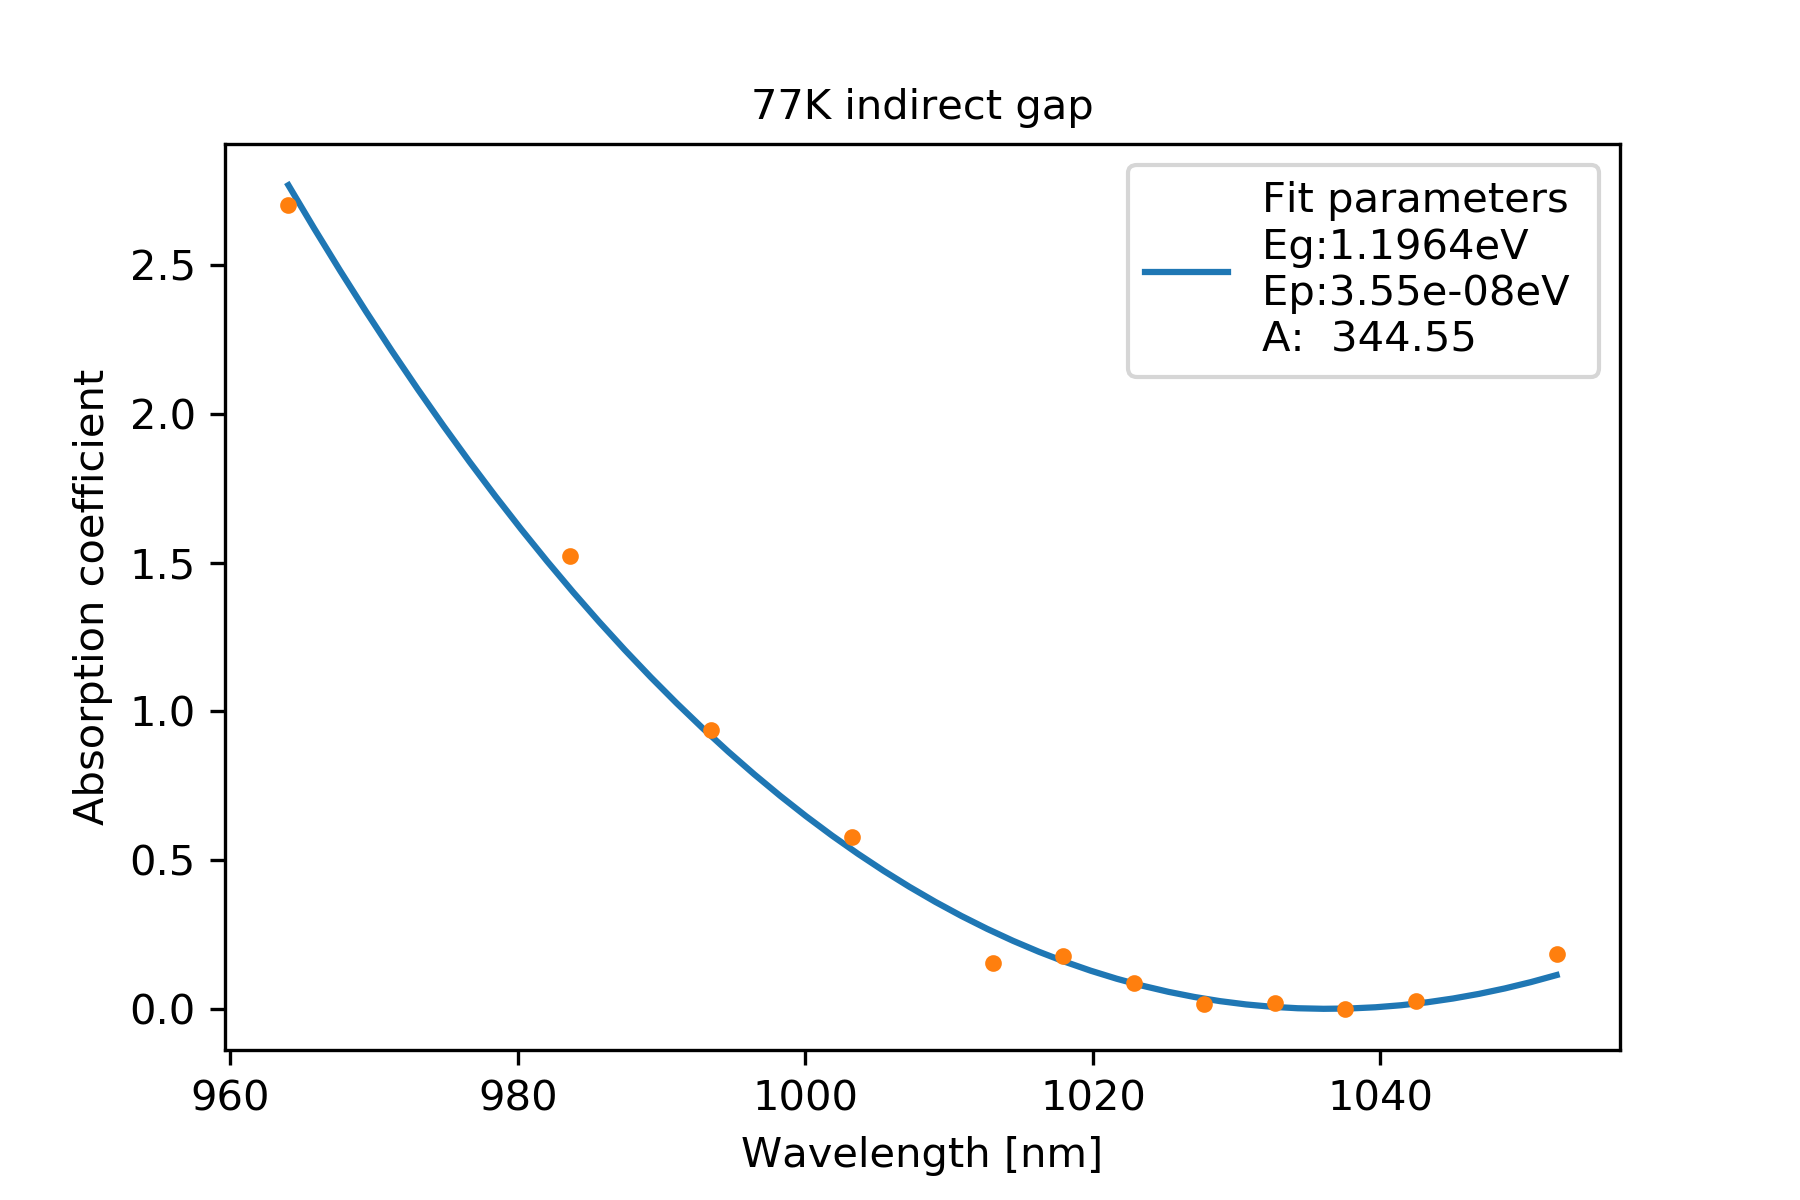 77K indirect gap
Fit parameters
Eg:1.1964eV
Ep:3.55e-08eV
A: 344.55
Absorption coefficient
2.5
2.0
1.5
1.0
0.5
0.0
960 980 1000 1020 1040
Wavelength [nm]